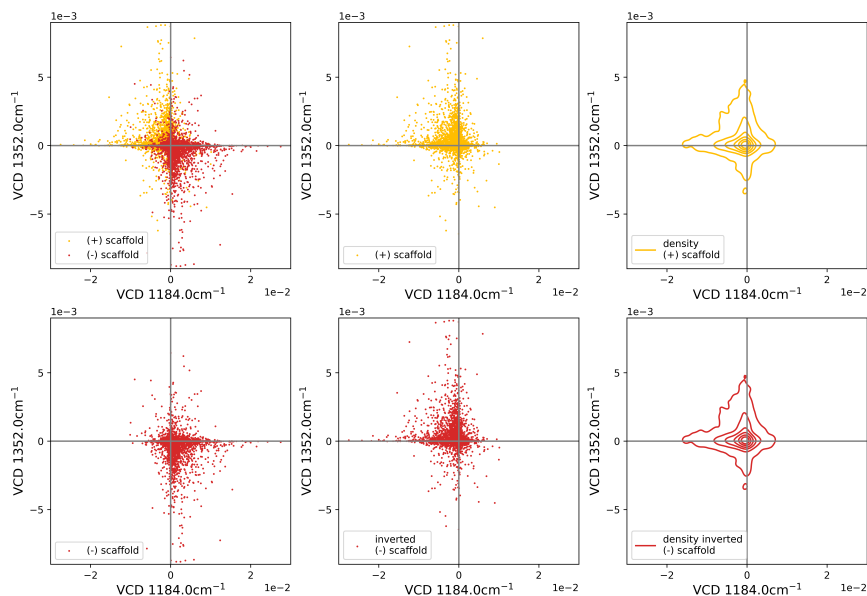 1e−3
5
0
−5
VCD 1352.0cm⁻¹
(+) scaffold
(-) scaffold
−2
0
2
1e−2
VCD 1184.0cm⁻¹
1e−3
5
0
−5
VCD 1352.0cm⁻¹
(+) scaffold
−2
0
2
1e−2
VCD 1184.0cm⁻¹
1e−3
5
0
−5
VCD 1352.0cm⁻¹
density
(+) scaffold
−2
0
2
1e−2
VCD 1184.0cm⁻¹
1e−3
5
0
−5
VCD 1352.0cm⁻¹
(-) scaffold
−2
0
2
1e−2
VCD 1184.0cm⁻¹
1e−3
5
0
−5
VCD 1352.0cm⁻¹
inverted
(-) scaffold
−2
0
2
1e−2
VCD 1184.0cm⁻¹
1e−3
5
0
−5
VCD 1352.0cm⁻¹
density inverted
(-) scaffold
−2
0
2
1e−2
VCD 1184.0cm⁻¹